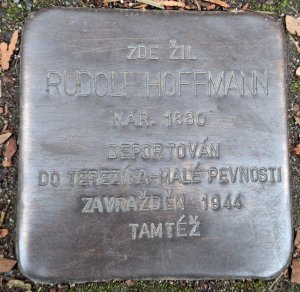 ZDE ŽIL
RUDOLF HOFFMANN
NAR. 1880
DEPORTOVÁN
DO TEREZÍNA-MALÉ PEVNOSTI
ZAVRAŽDĚN 1944
TAMTÉŽ